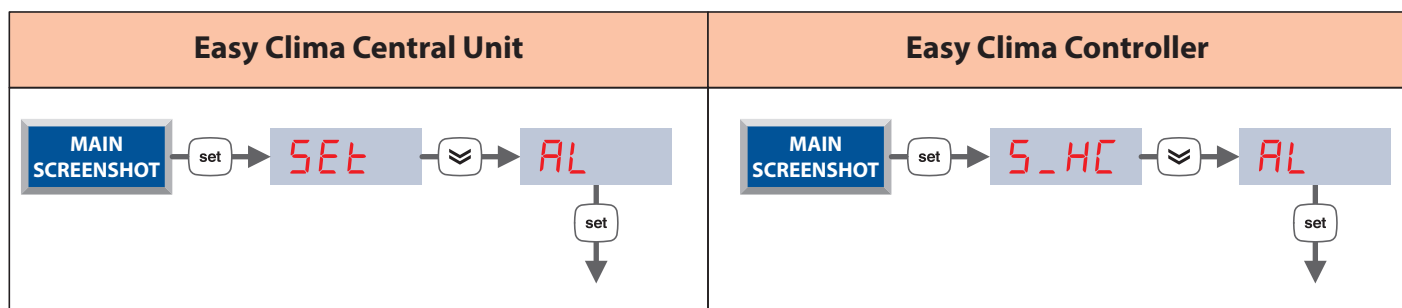 Easy Clima Central Unit
Easy Clima Controller
MAIN
SCREENSHOT
set
SEt
AL
set
MAIN
SCREENSHOT
set
S_HC
AL
set